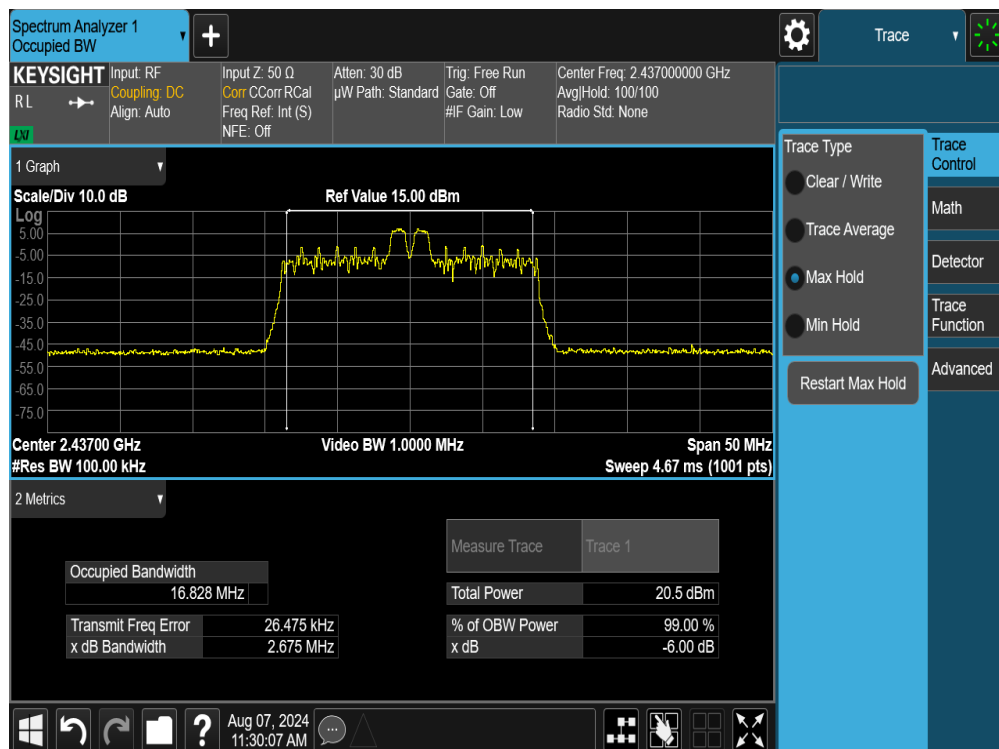 Spectrum Analyzer 1
Occupied BW
+
Trace
KEYSIGHT
R L
LXI
Input: RF
Coupling: DC
Align: Auto
Input Z: 50 Ω
Corr CCorr RCal
Freq Ref: Int (S)
NFE: Off
Atten: 30 dB
µW Path: Standard
Trig: Free Run
Gate: Off
#IF Gain: Low
Center Freq: 2.437000000 GHz
Avg|Hold: 100/100
Radio Std: None
1 Graph
Scale/Div 10.0 dB
Ref Value 15.00 dBm
Log
5.00
-5.00
-15.0
-25.0
-35.0
-45.0
-55.0
-65.0
-75.0
Center 2.43700 GHz
Video BW 1.0000 MHz
Span 50 MHz
#Res BW 100.00 kHz
Sweep 4.67 ms (1001 pts)
2 Metrics
Measure Trace
Trace 1
Occupied Bandwidth
16.828 MHz
Total Power
20.5 dBm
Transmit Freq Error
26.475 kHz
% of OBW Power
99.00 %
x dB Bandwidth
2.675 MHz
x dB
-6.00 dB
Trace Type
Clear / Write
Trace Average
Max Hold
Min Hold
Restart Max Hold
Trace
Control
Math
Detector
Trace
Function
Advanced
?
Aug 07, 2024
11:30:07 AM